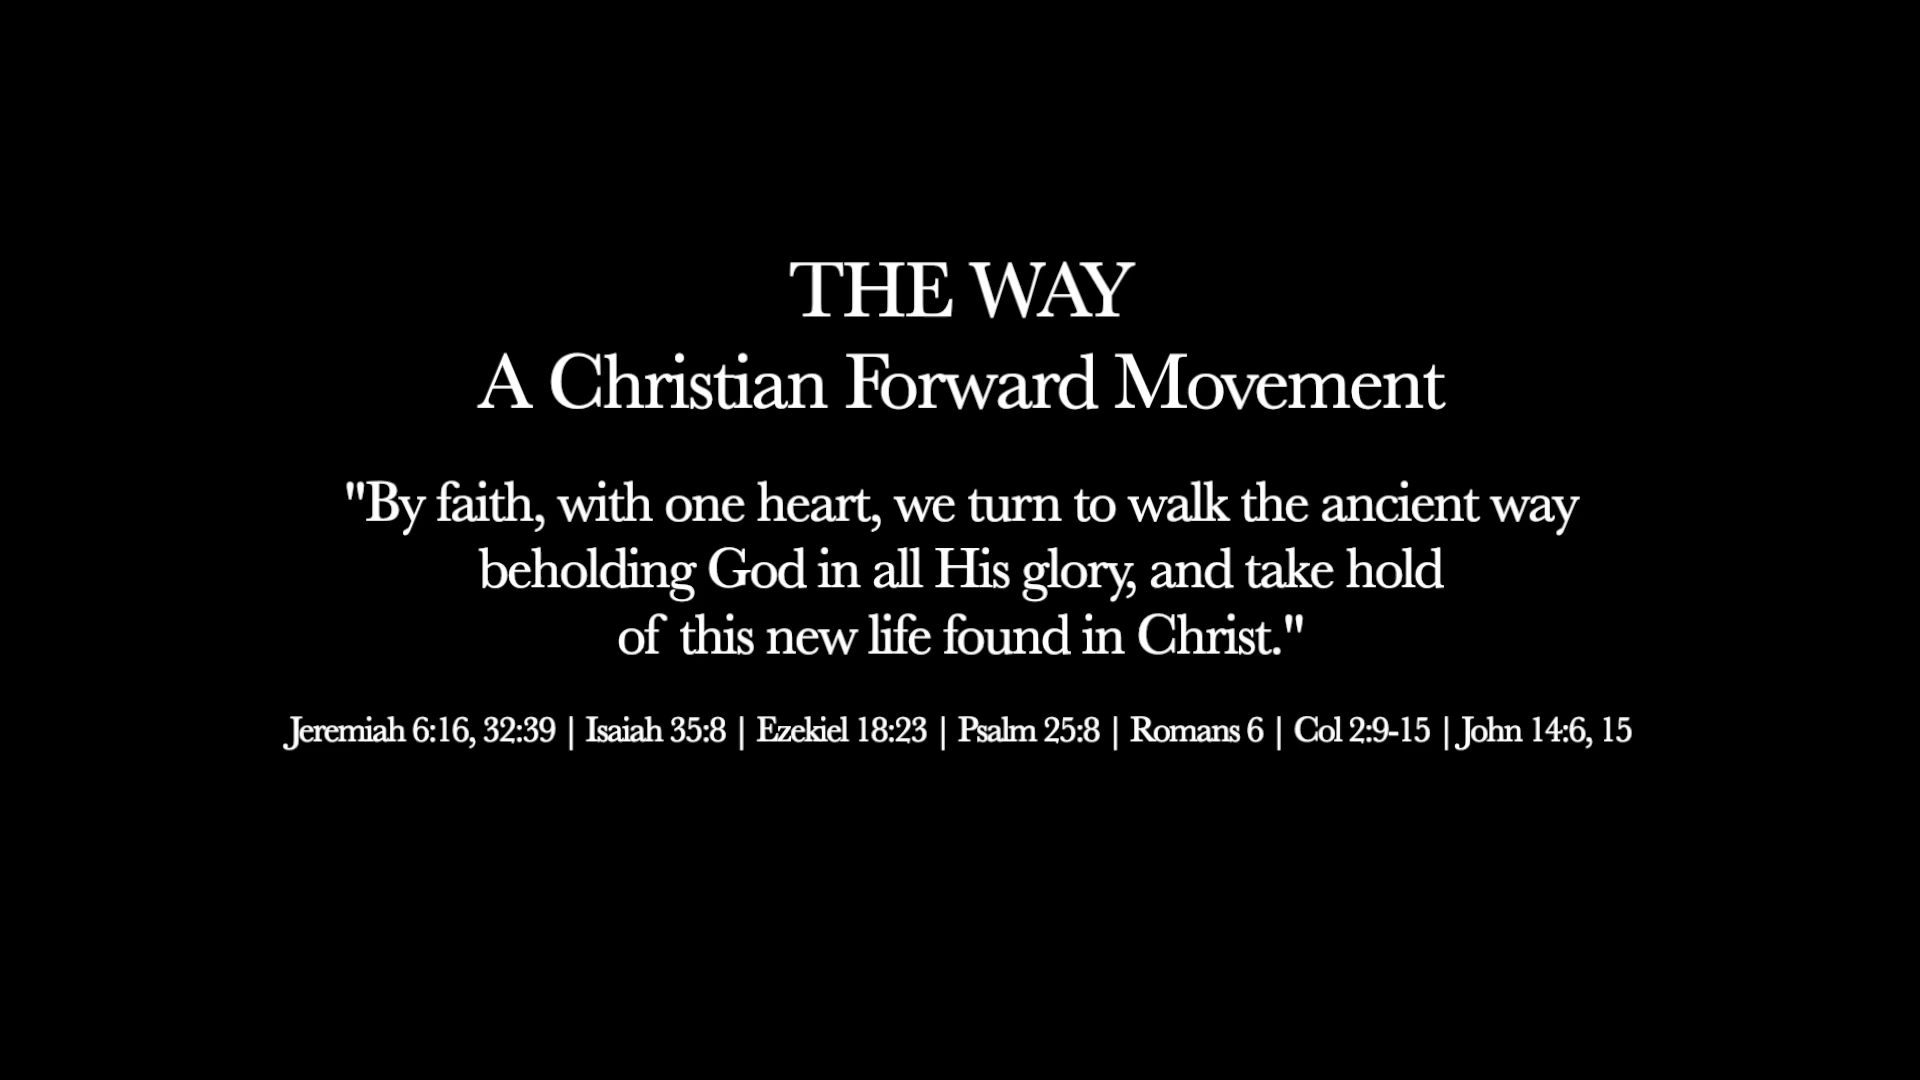 THE WAY
A Christian Forward Movement
"By faith, with one heart, we turn to walk the ancient way
beholding God in all His glory, and take hold
of this new life found in Christ."
Jeremiah 6:16, 32:39 | Isaiah 35:8 | Ezekiel 18:23 | Psalm 25:8 | Romans 6 | Col 2:9-15 | John 14:6, 15